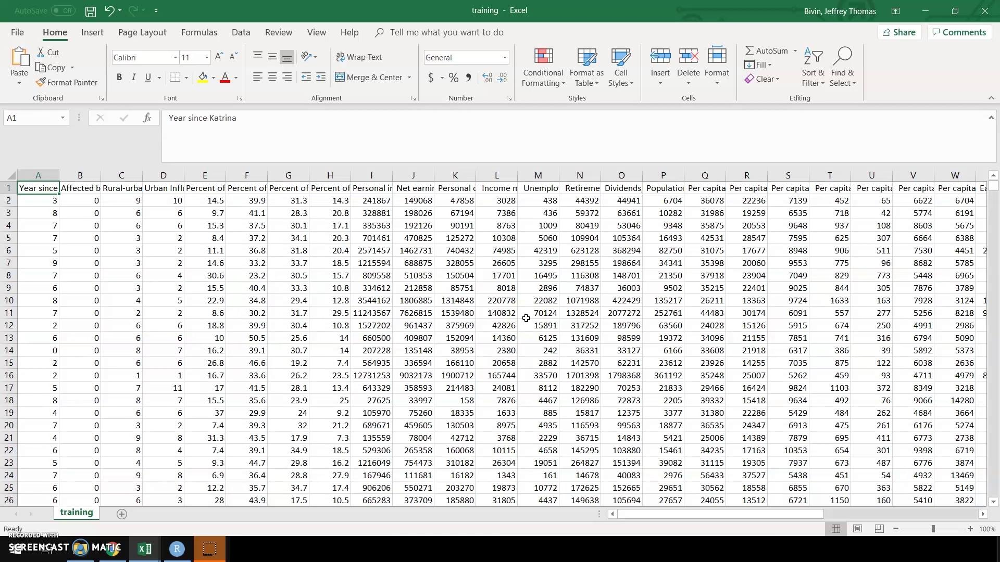 AutoSave Off training - Excel Bivin, Jeffrey Thomas
File Home Insert Page Layout Formulas Data Review View Help Tell me what you want to do Share Comments
Paste Cut Copy Format Painter Clipboard
Calibri 11 B I U A Font
Wrap Text Merge & Center Alignment
General $ % Number
Conditional Formatting Format as Table Cell Styles Styles
Insert Delete Format Cells
AutoSum Fill Clear Sort & Filter Find & Select Editing
A1 fx Year since Katrina
A B C D E F G H I J K L M N O P Q R S T U V W
1 Year since Affected b Rural-urba Urban Influ Percent of Percent of Percent of Percent of Personal in Net earnin Personal c Income m Unemplo Retireme Dividends, Population Per capita Per capita Per capita Per capita Per capita Per capita Per capita Ea
2 3 0 9 10 14.5 39.9 31.3 14.3 241867 149068 47858 3028 438 44392 44941 6704 36078 22236 7139 452 65 6622 6704
3 8 0 6 6 9.7 41.1 28.3 20.8 328881 198026 67194 7386 436 59372 63661 10282 31986 19259 6535 718 42 5774 6191
4 7 0 6 6 15.3 37.5 30.1 17.1 335363 192126 90191 8763 1009 80419 53046 9348 35875 20553 9648 937 108 8603 5675
5 7 0 3 2 8.4 37.2 34.1 20.3 701461 470825 125272 10308 5060 109904 105364 16493 42531 28547 7595 625 307 6664 6388
6 5 0 3 2 11.1 36.8 31.8 20.4 2571457 1462731 740432 74985 42319 623128 368294 82750 31075 17677 8948 906 511 7530 4451 2
7 9 0 3 2 14.6 33.2 33.7 18.5 1215594 688875 328055 26605 3295 298155 198664 34341 35398 20060 9553 775 96 8682 5785
8 7 0 6 4 30.6 23.2 30.5 15.7 809558 510353 150504 17701 16495 116308 148701 21350 37918 23904 7049 829 773 5448 6965
9 6 0 3 2 15.5 40.4 33.3 10.8 334612 212858 85751 8018 2896 74837 36003 9502 35215 22401 9025 844 305 7876 3789
10 8 0 4 5 22.9 34.8 29.4 12.8 3544162 1806885 1314848 220778 22082 1071988 422429 135217 26211 13363 9724 1633 163 7928 3124 1
11 7 0 2 2 8.6 30.2 31.7 29.5 11243567 7626815 1539480 140832 70124 1328524 2077272 252761 44483 30174 6091 557 277 5256 8218 9
12 2 0 6 6 18.8 39.9 30.4 10.8 1527202 961437 375969 42826 15891 317252 189796 63560 24028 15126 5915 674 250 4991 2986
13 6 0 6 6 10 50.5 25.6 14 660500 409807 152094 14360 6125 131609 98599 19372 34096 21155 7851 741 316 6794 5090
14 0 0 8 7 16.2 39.1 30.7 14 207228 135148 38953 2380 242 36331 33127 6166 33608 21918 6317 386 39 5892 5373
15 2 0 6 6 26.8 46.6 19.2 7.4 564935 336594 166110 20658 2882 142570 62231 23612 23926 14255 7035 875 122 6038 2636
16 2 0 1 1 16.7 33.6 26.2 23.5 12731253 9032173 1900712 165744 33570 1701398 1798368 361192 35248 25007 5262 459 93 4711 4979 8
17 5 0 7 11 17 41.5 28.1 13.4 643329 358593 214483 24081 8112 182290 70253 21833 29466 16424 9824 1103 372 8349 3218
18 8 0 8 7 15.5 35.6 23.9 25 27625 33997 158 7876 4467 126986 72873 2205 39332 15418 9634 492 76 9066 14280
19 4 0 6 6 37 29.9 24 9.2 105970 75260 18335 1633 885 15817 12375 3377 31380 22286 5429 484 262 4684 3664
20 7 0 3 2 7.4 39.3 32 21.2 689671 459605 130503 8975 4935 116593 99563 18877 36535 24347 6913 475 261 6176 5274
21 4 0 9 8 31.3 43.5 17.9 7.3 135559 78004 42712 3768 2229 36715 14843 5421 25006 14389 7879 695 411 6773 2738
22 6 0 8 4 7.4 39.1 34.9 18.5 529306 265358 160068 10115 4658 145295 103880 15461 34235 17163 10353 654 301 9398 6719
23 5 0 4 5 9.3 44.7 29.8 16.2 1216049 754473 310182 26304 19051 264827 151394 39082 31115 19305 7937 673 487 6776 3874
24 7 0 9 8 6.9 36.4 28.8 27.9 167946 111681 16182 1343 161 14678 40083 2976 56433 37527 5438 451 54 4932 13469
25 6 0 3 2 12.2 35.7 34.7 17.4 906206 550271 203270 19873 10772 172625 152665 29651 30562 18558 6855 670 363 5822 5149
26 6 0 6 3 28 43.9 17.5 10.5 665283 373709 185880 31805 4437 149638 105694 27657 24055 13512 6721 1150 160 5410 3822
training
Ready 100%
RECORDED WITH
SCREENCAST MATIC